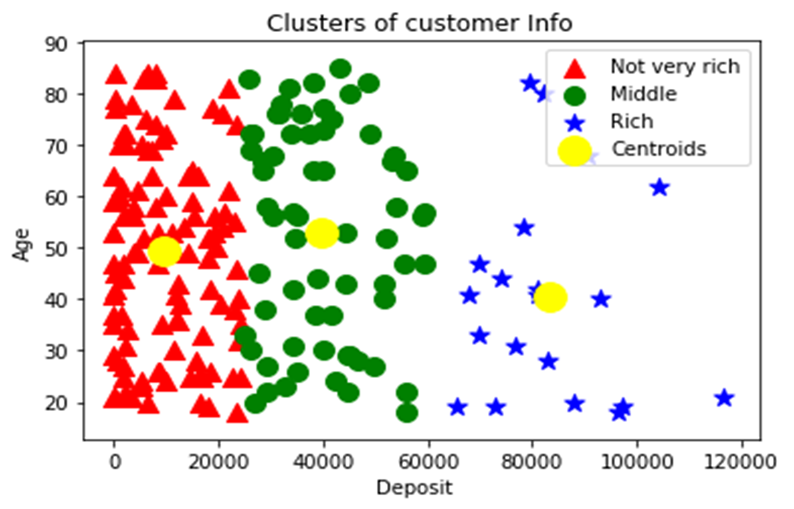 Clusters of customer Info
Not very rich
Middle
Rich
Centroids
90
80
70
60
50
40
30
20
Age
0 20000 40000 60000 80000 100000 120000
Deposit